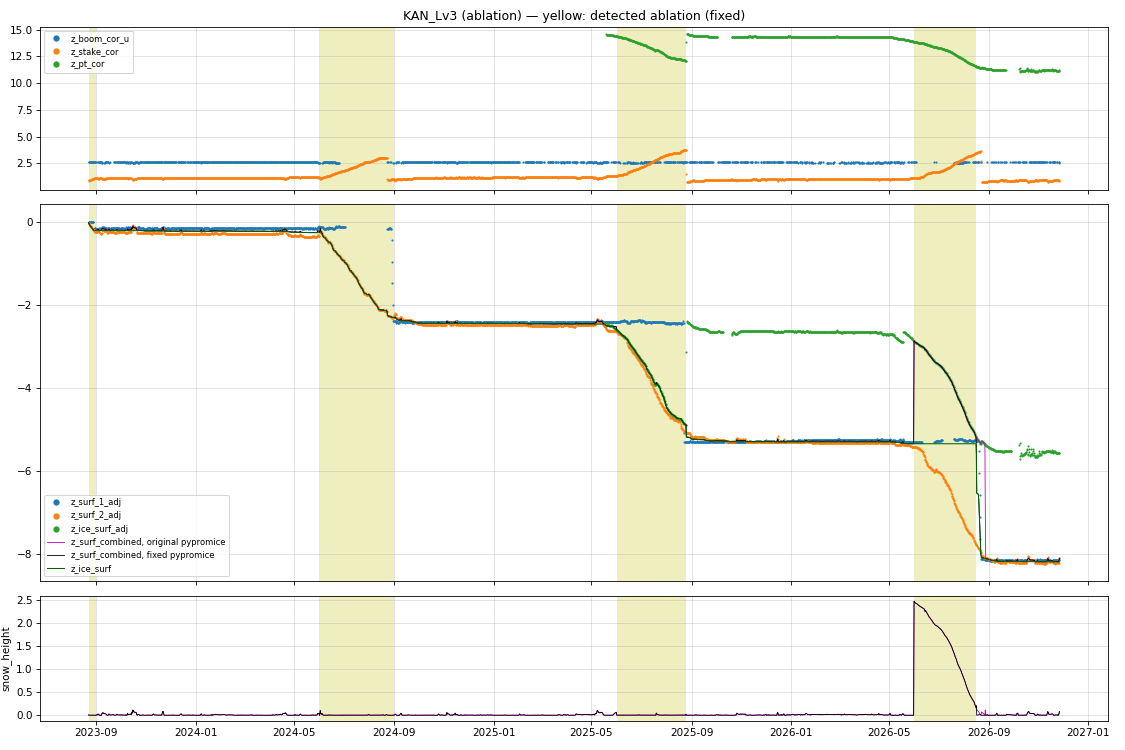 KAN_Lv3 (ablation) — yellow: detected ablation (fixed)
15.0
12.5
10.0
7.5
5.0
2.5
z_boom_cor_u
z_stake_cor
z_pt_cor
0
−2
−4
−6
−8
z_surf_1_adj
z_surf_2_adj
z_ice_surf_adj
z_surf_combined, original pypromice
z_surf_combined, fixed pypromice
z_ice_surf
snow_height
2.5
2.0
1.5
1.0
0.5
0.0
2023-09 2024-01 2024-05 2024-09 2025-01 2025-05 2025-09 2026-01 2026-05 2026-09 2027-01